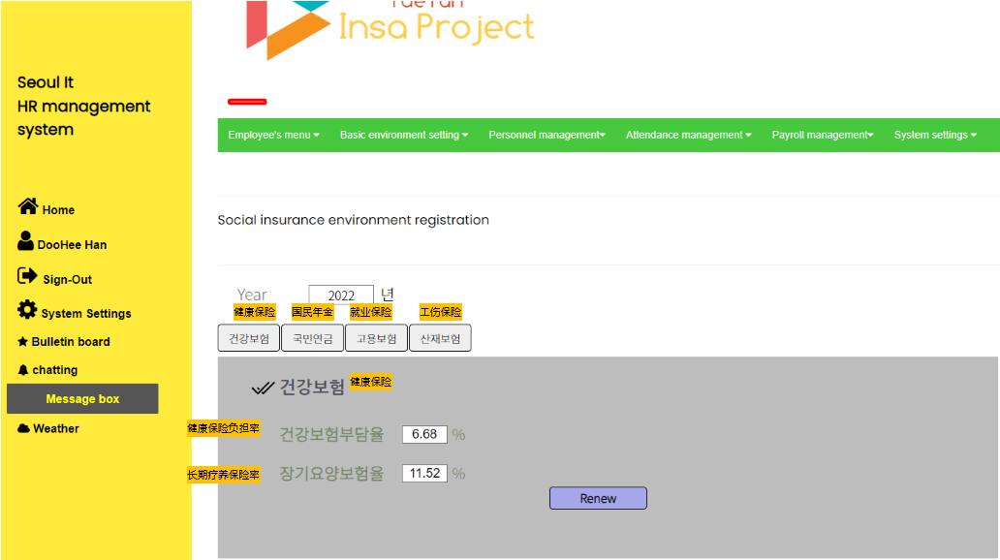 Insa Project
Seoul It
HR management
system
Employee's menu
Basic environment setting
Personnel management
Attendance management
Payroll management
System settings
Home
DooHee Han
Sign-Out
System Settings
Bulletin board
chatting
Message box
Weather
Social insurance environment registration
Year 2022 년
健康保险 国民年金 就业保险 工伤保险
건강보험 국민연금 고용보험 산재보험
건강보험 健康保险
健康保险负担率 건강보험부담율 6.68 %
长期疗养保险率 장기요양보험율 11.52 %
Renew